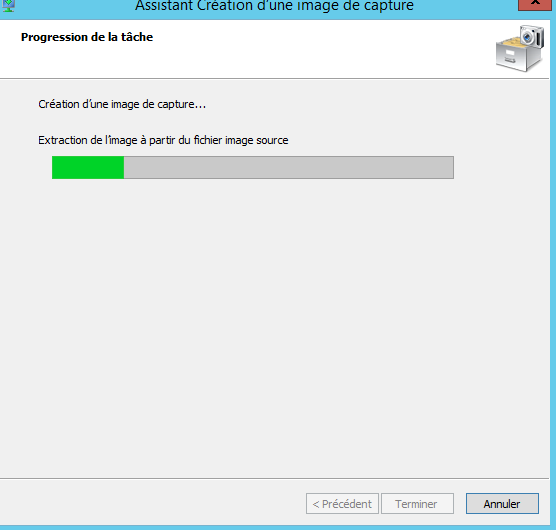 Assistant Création d'une image de capture
Progression de la tâche
Création d'une image de capture...
Extraction de l'image à partir du fichier image source
< Précédent
Terminer
Annuler